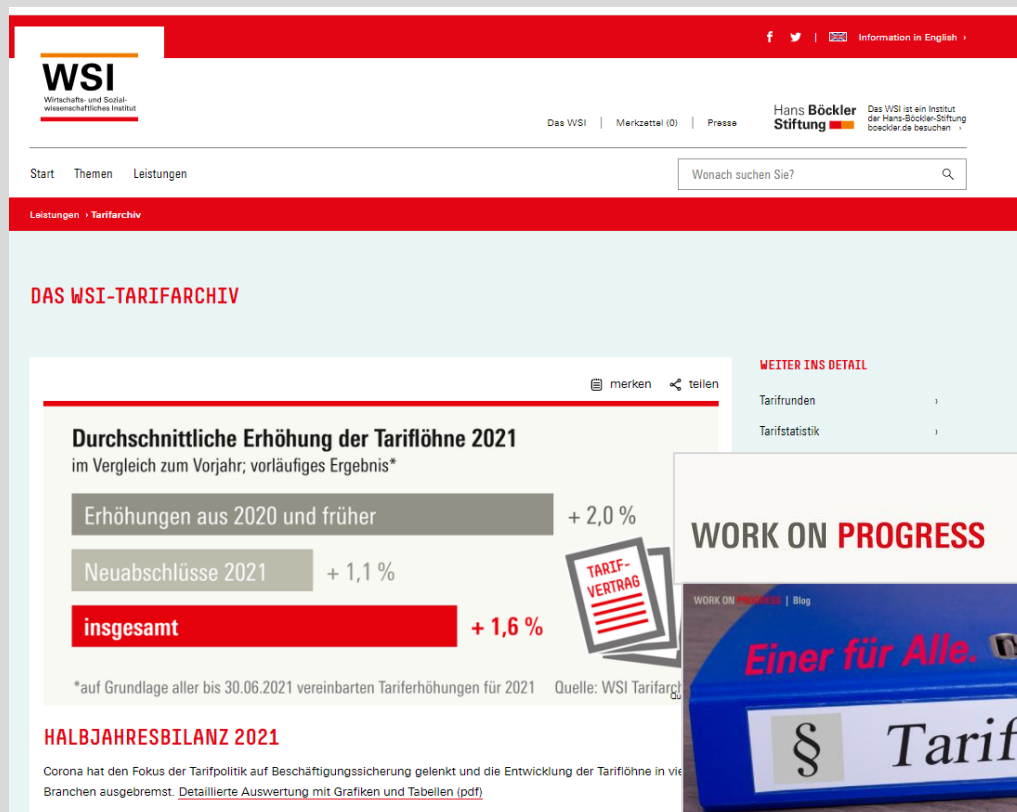 Information in English ›
WSI
Wirtschafts- und Sozial-
wissenschaftliches Institut
Das WSI | Merkzettel (0) | Presse
Hans Böckler
Stiftung
Das WSI ist ein Institut
der Hans-Böckler-Stiftung
boeckler.de besuchen ›
Start Themen Leistungen
Wonach suchen Sie?
Leistungen › Tarifarchiv
DAS WSI-TARIFARCHIV
merken teilen
Durchschnittliche Erhöhung der Tariflöhne 2021
im Vergleich zum Vorjahr; vorläufiges Ergebnis*
Erhöhungen aus 2020 und früher + 2,0 %
Neuabschlüsse 2021 + 1,1 %
insgesamt + 1,6 %
TARIF-
VERTRAG
*auf Grundlage aller bis 30.06.2021 vereinbarten Tariferhöhungen für 2021 Quelle: WSI Tarifarch
HALBJAHRESBILANZ 2021
Corona hat den Fokus der Tarifpolitik auf Beschäftigungssicherung gelenkt und die Entwicklung der Tariflöhne in vie
Branchen ausgebremst. Detaillierte Auswertung mit Grafiken und Tabellen (pdf)
WEITER INS DETAIL
Tarifrunden ›
Tarifstatistik ›
WORK ON PROGRESS
WORK ON PROGRESS | Blog
Einer für Alle.
§ Tarif